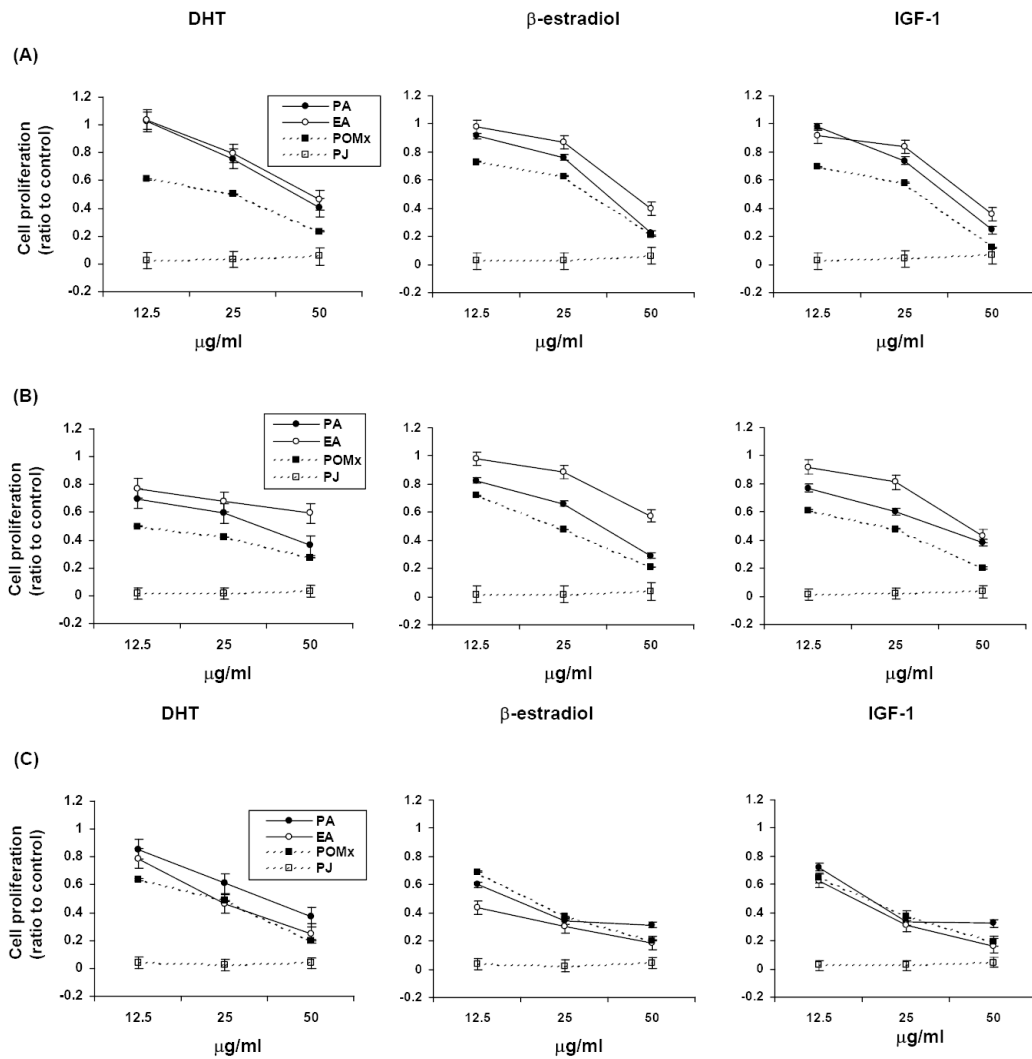 DHT β-estradiol IGF-1
(A)
Cell proliferation
(ratio to control)
1.2 1.2 1.2
1 1 1
0.8 0.8 0.8
0.6 0.6 0.6
0.4 0.4 0.4
0.2 0.2 0.2
0 0 0
-0.2 -0.2 -0.2
PA
EA
POMx
PJ
12.5 25 50 12.5 25 50 12.5 25 50
μg/ml μg/ml μg/ml
(B)
Cell proliferation
(ratio to control)
1.2 1.2 1.2
1 1 1
0.8 0.8 0.8
0.6 0.6 0.6
0.4 0.4 0.4
0.2 0.2 0.2
0 0 0
-0.2 -0.2 -0.2
PA
EA
POMx
PJ
12.5 25 50 12.5 25 50 12.5 25 50
μg/ml μg/ml μg/ml
DHT β-estradiol IGF-1
(C)
Cell proliferation
(ratio to control)
1.2 1.2 1.2
1 1 1
0.8 0.8 0.8
0.6 0.6 0.6
0.4 0.4 0.4
0.2 0.2 0.2
0 0 0
-0.2 -0.2 -0.2
PA
EA
POMx
PJ
12.5 25 50 12.5 25 50 12.5 25 50
μg/ml μg/ml μg/ml